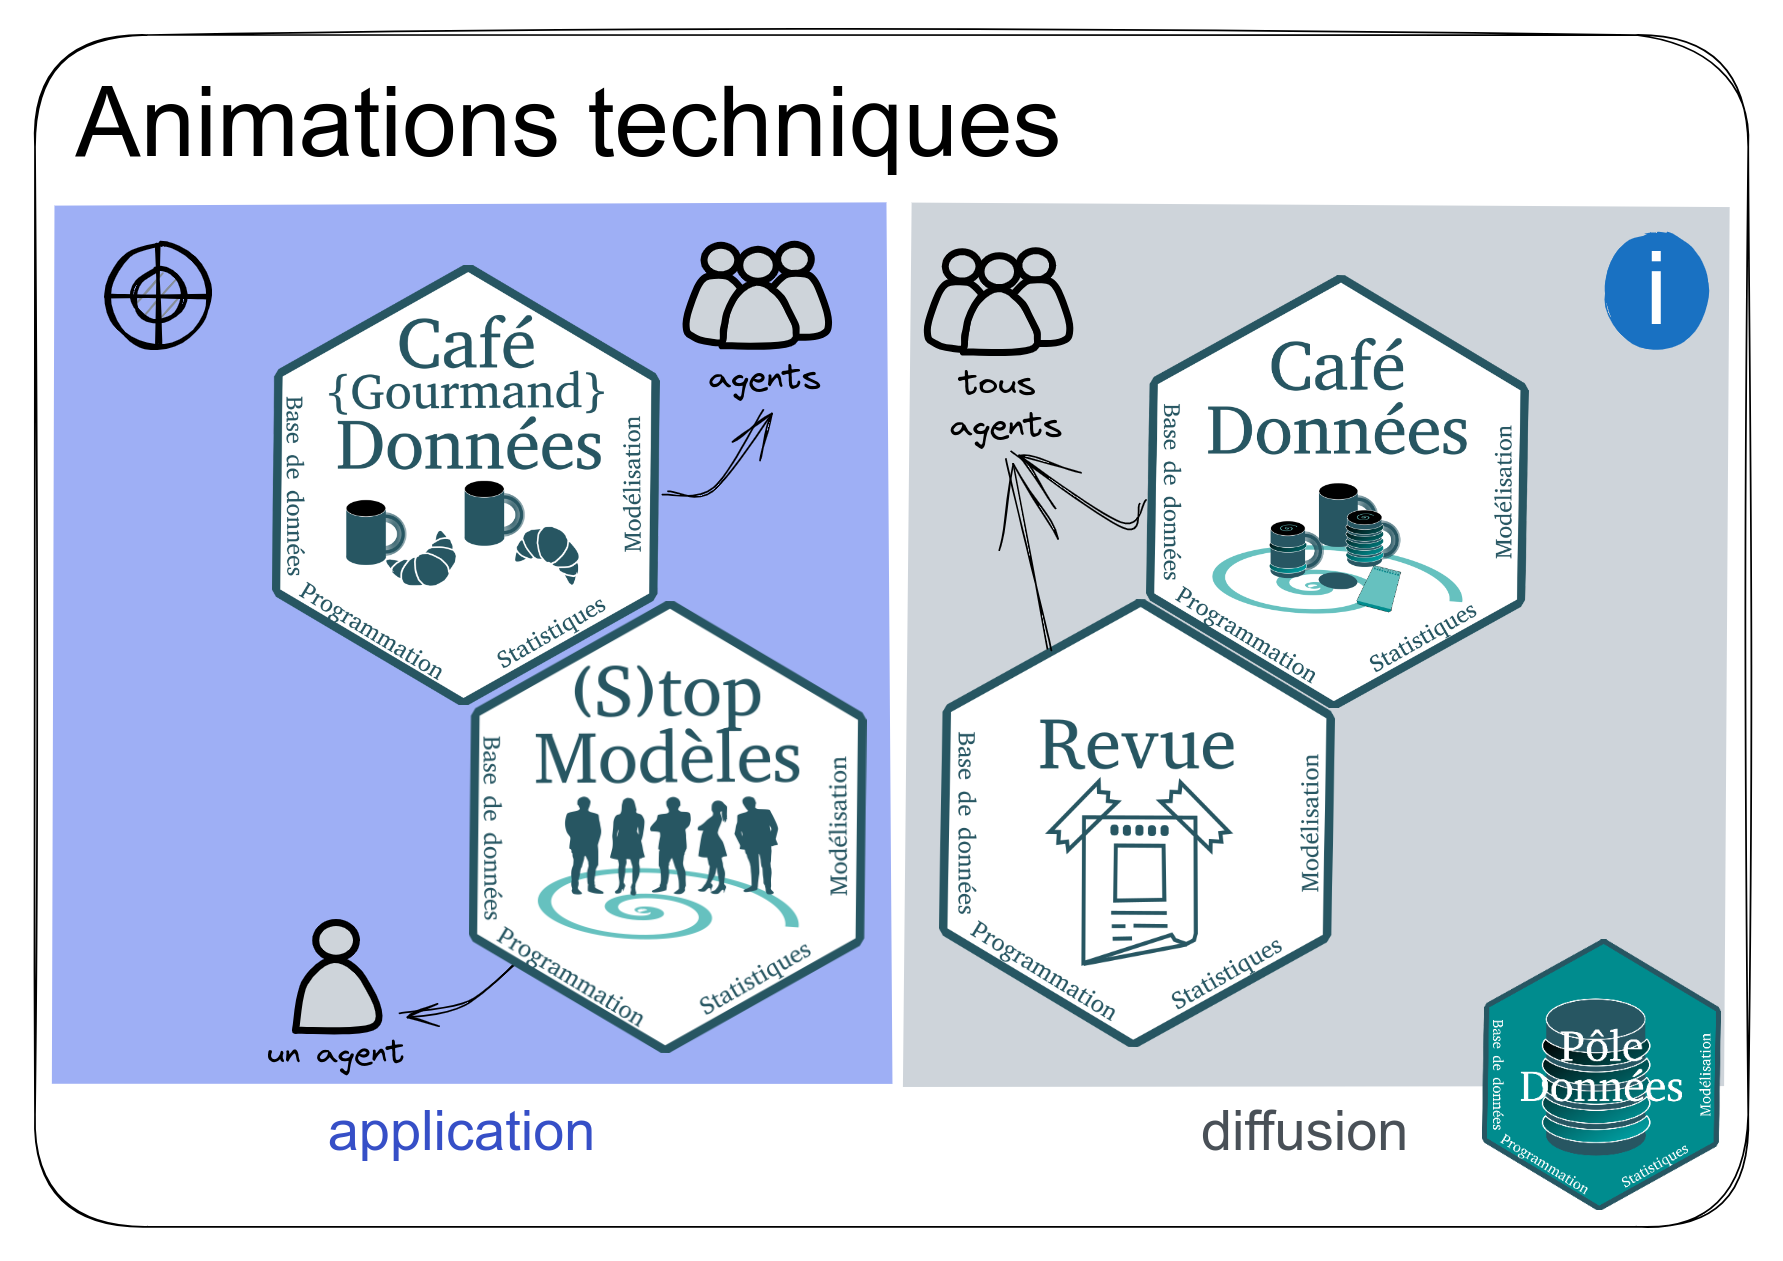 Animations techniques
Café
{Gourmand}
Données
Base de données
Modélisation
Programmation
Statistiques
agents
(S)top
Modèles
Base de données
Modélisation
Programmation
Statistiques
un agent
application
tous
agents
i
Café
Données
Base de données
Modélisation
Programmation
Statistiques
Revue
Base de données
Modélisation
Programmation
Statistiques
diffusion
Pôle
Données
Base de données
Modélisation
Programmation
Statistiques